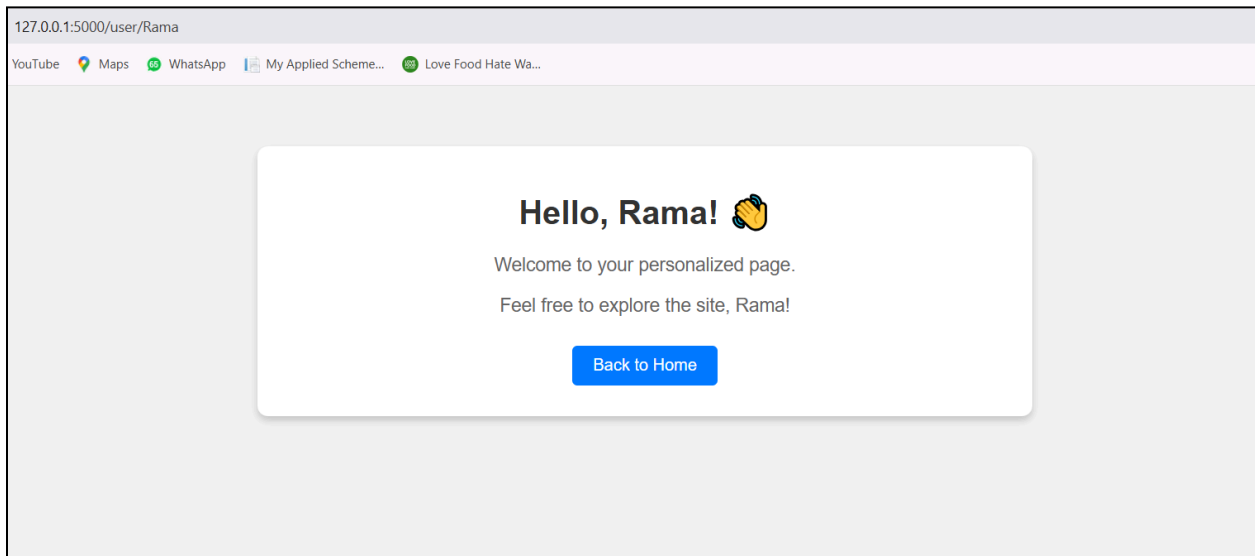 127.0.0.1:5000/user/Rama
YouTube Maps 65 WhatsApp My Applied Scheme... Love Food Hate Wa...
Hello, Rama! 👋
Welcome to your personalized page.
Feel free to explore the site, Rama!
Back to Home